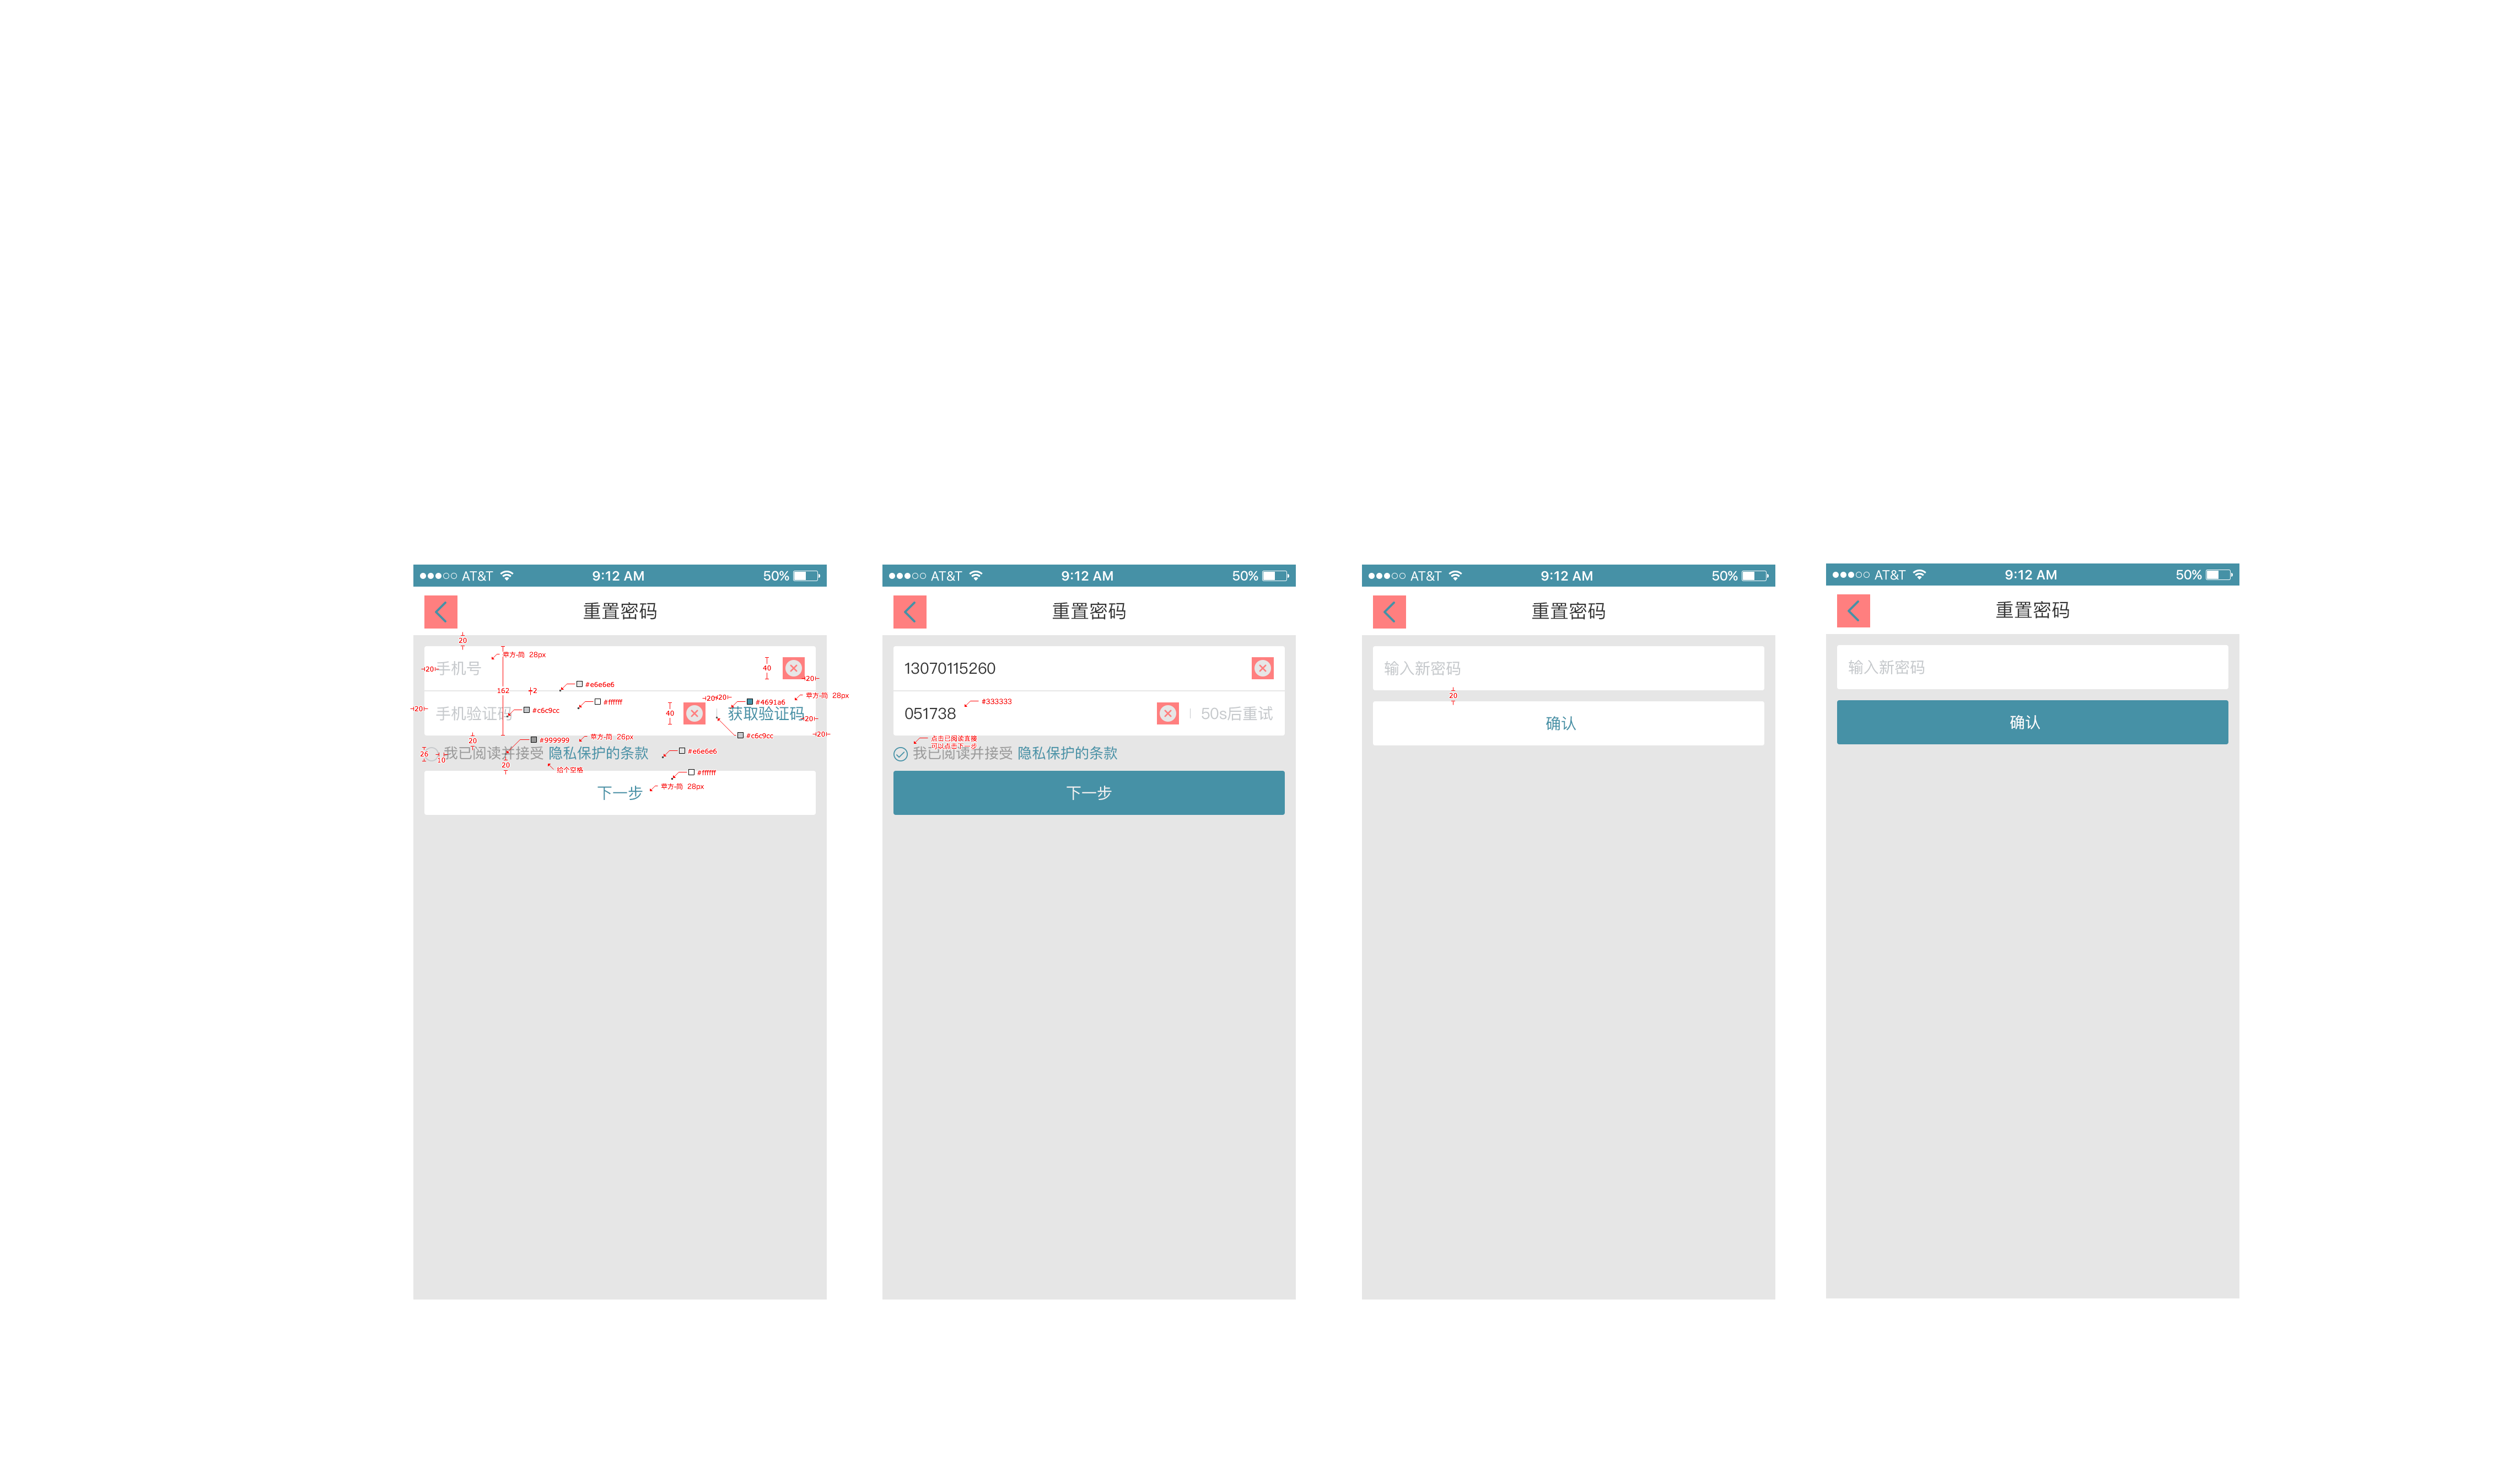 AT&T 9:12 AM 50%
重置密码
20
苹方-简 28px
20
手机号
40
20
162
2
#e6e6e6
20
手机验证码
#c6c9cc
#ffffff
40
20
20
#4691a6
苹方-简 28px
获取验证码
20
#c6c9cc
20
20
#999999
苹方-简 26px
26
10
我已阅读并接受 隐私保护的条款
#e6e6e6
20
给个空格
#ffffff
苹方-简 28px
下一步
AT&T 9:12 AM 50%
重置密码
13070115260
#333333
051738
50s后重试
点击已阅读直接
可以点击下一步
我已阅读并接受 隐私保护的条款
下一步
AT&T 9:12 AM 50%
重置密码
输入新密码
20
确认
AT&T 9:12 AM 50%
重置密码
输入新密码
确认